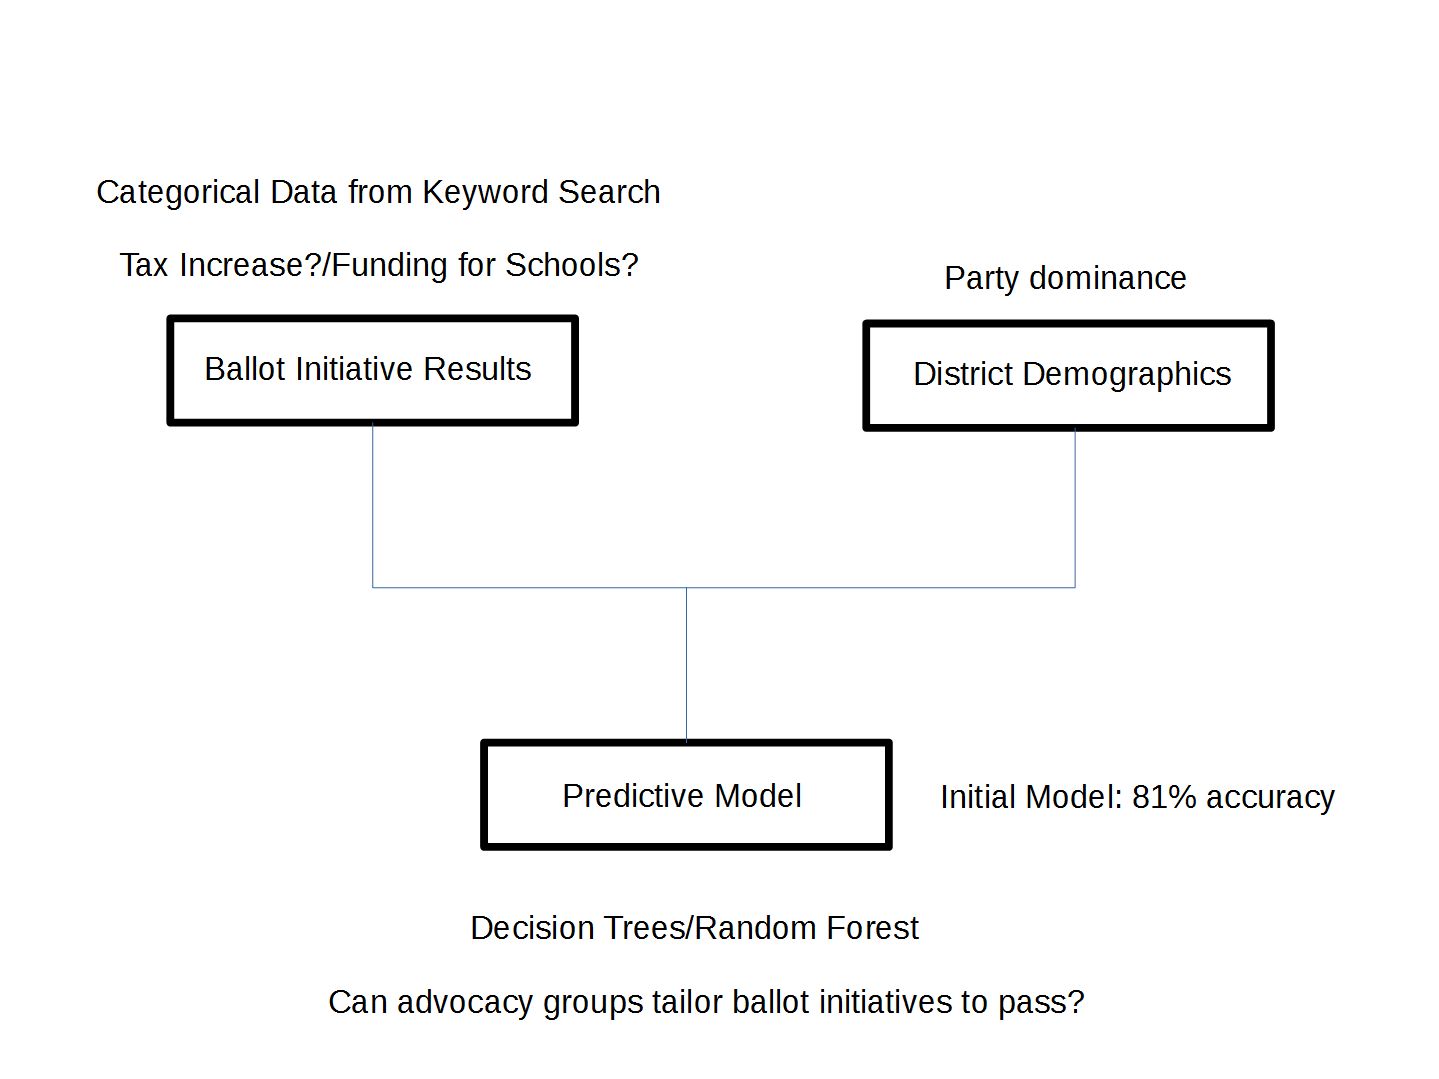 Categorical Data from Keyword Search
Tax Increase?/Funding for Schools?
Party dominance
Ballot Initiative Results
District Demographics
Predictive Model
Initial Model: 81% accuracy
Decision Trees/Random Forest
Can advocacy groups tailor ballot initiatives to pass?